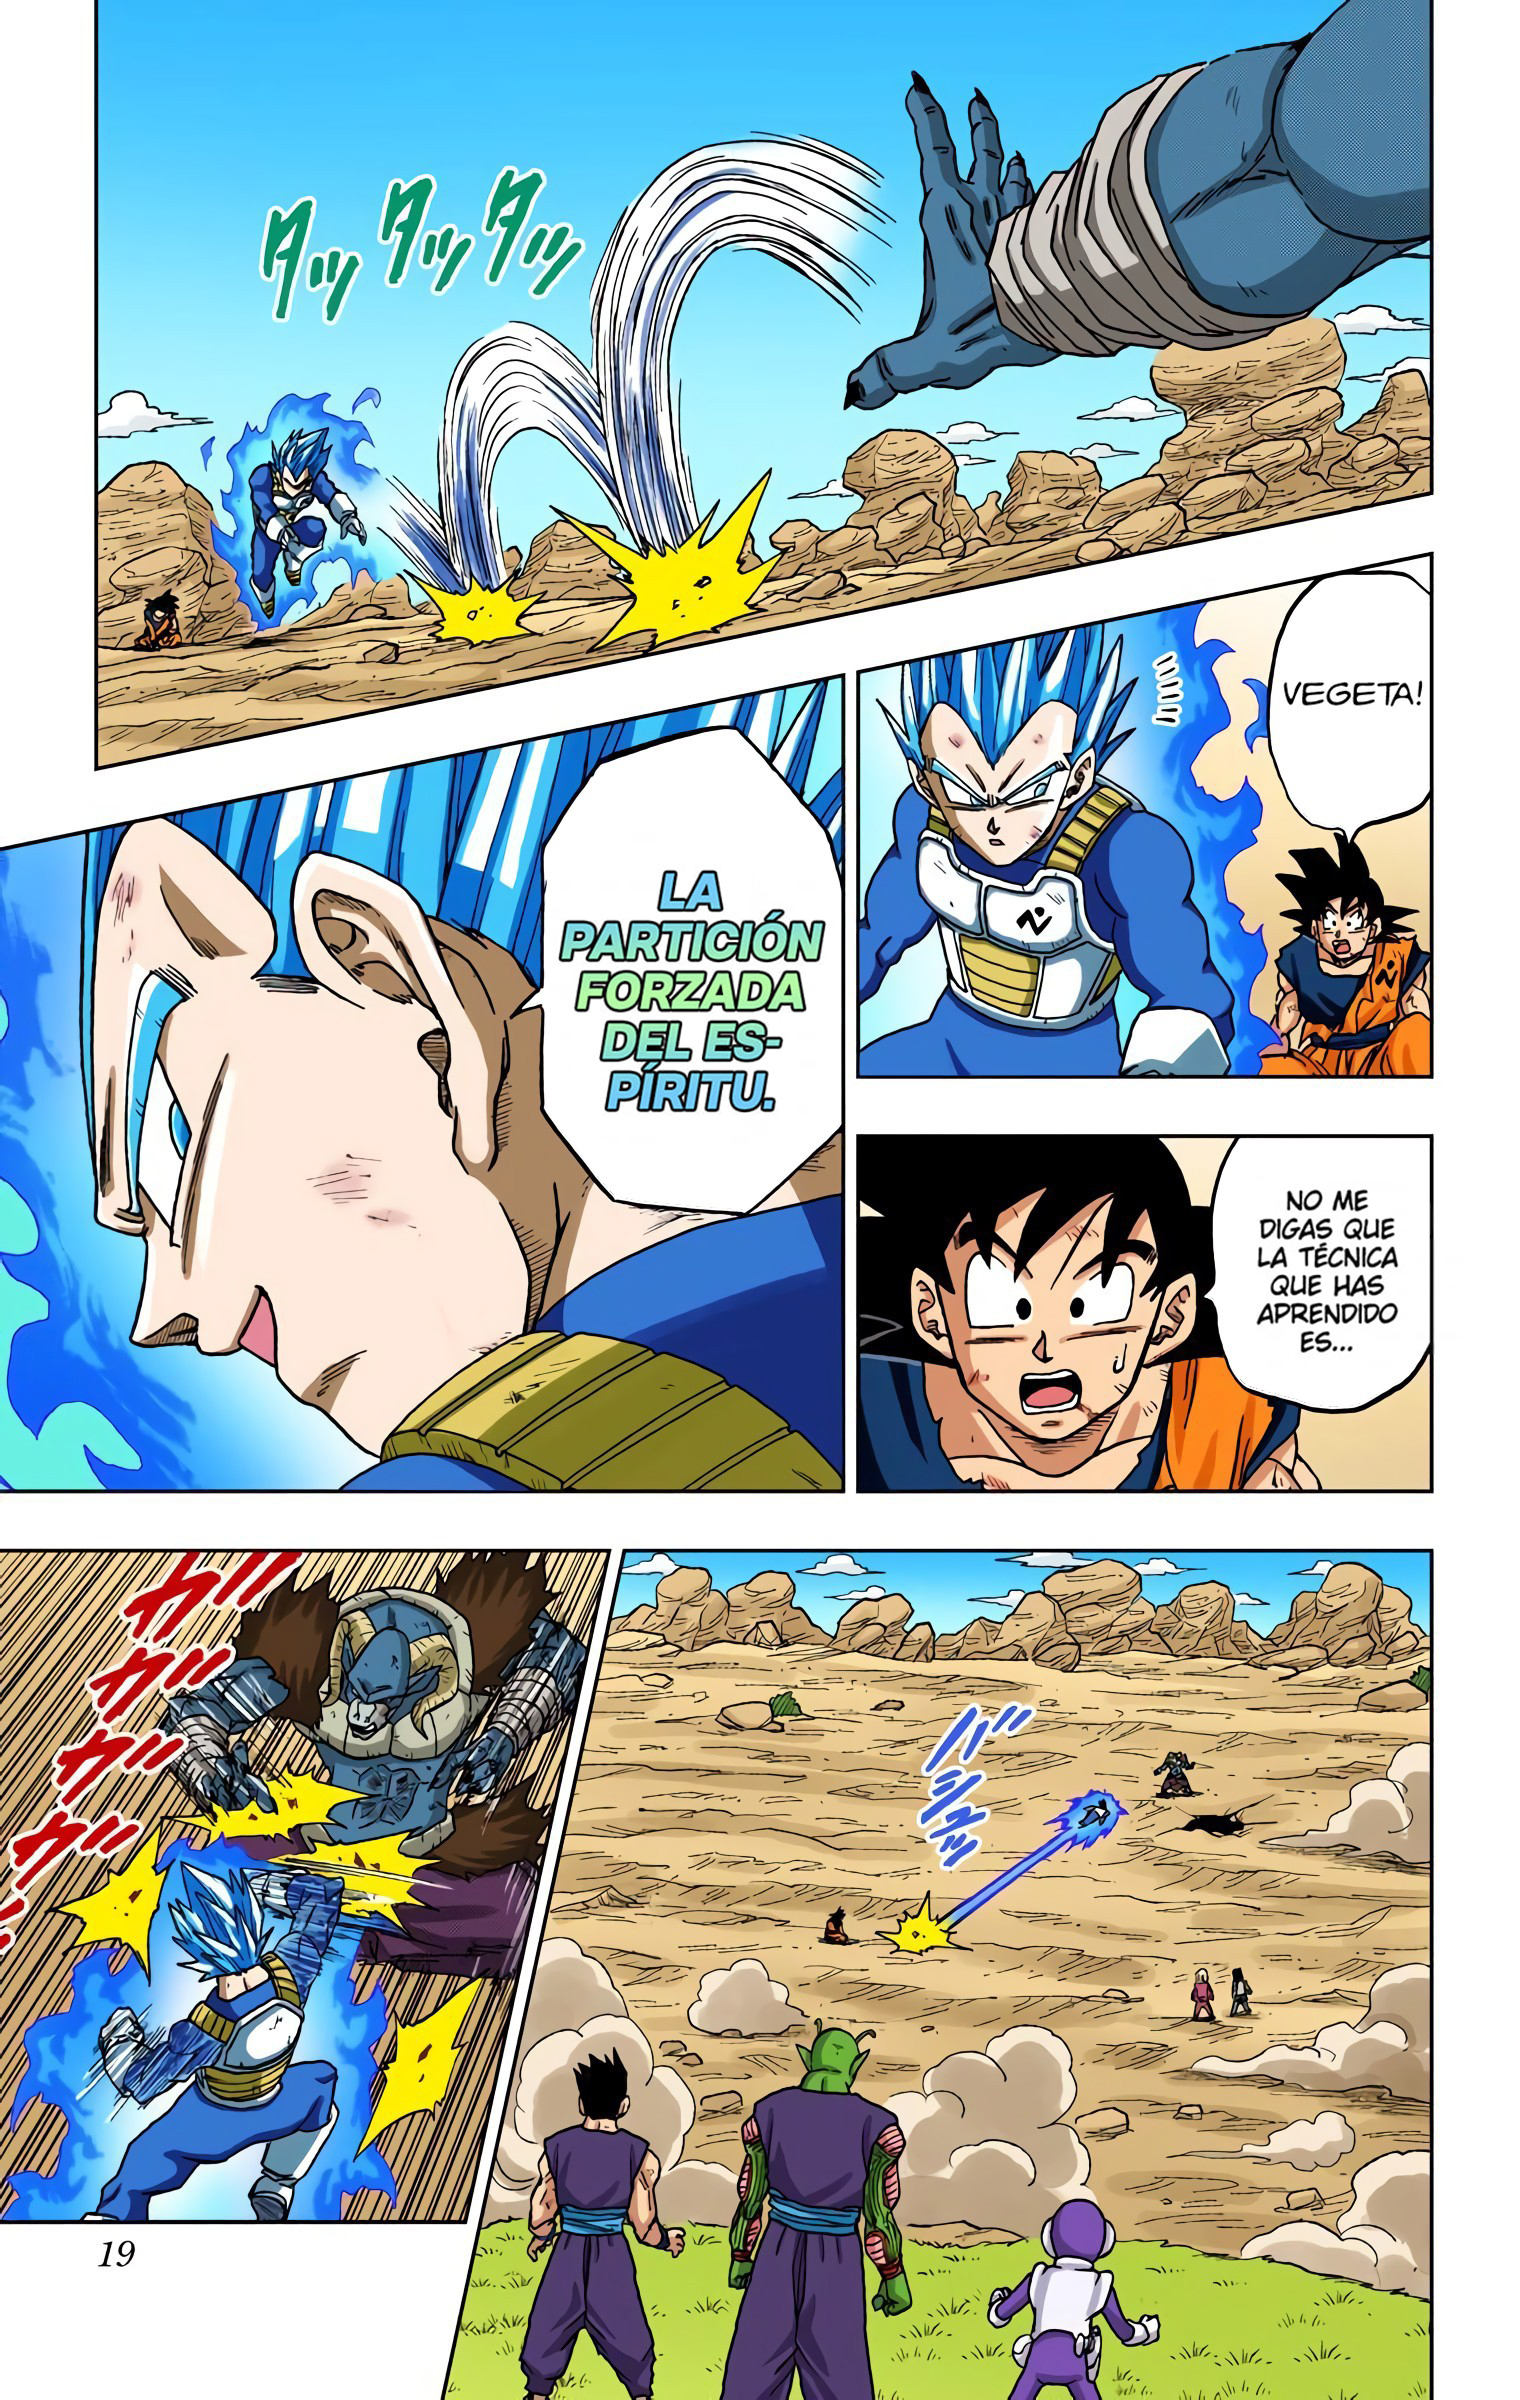 タッタッタッ
VEGETA!
NO ME
DIGAS QUE
LA TÉCNICA
QUE HAS
APRENDIDO
ES...
LA
PARTICIÓN
FORZADA
DEL ES-
PÍRITU.
バシュッ
ガガガガ
19